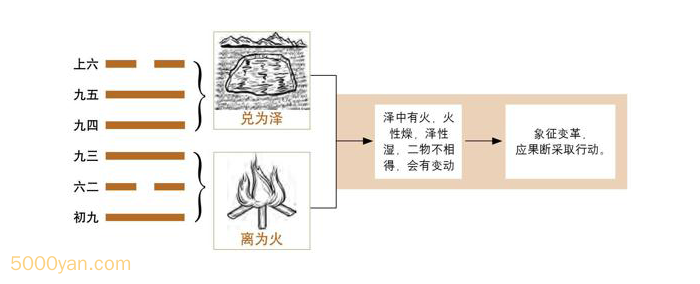 上六
九五
九四
九三
六二
初九
兑为泽
离为火
泽中有火，火
性燥，泽性
湿，二物不相
得，会有变动
象征变革，
应果断采取行动。
5000yan.com